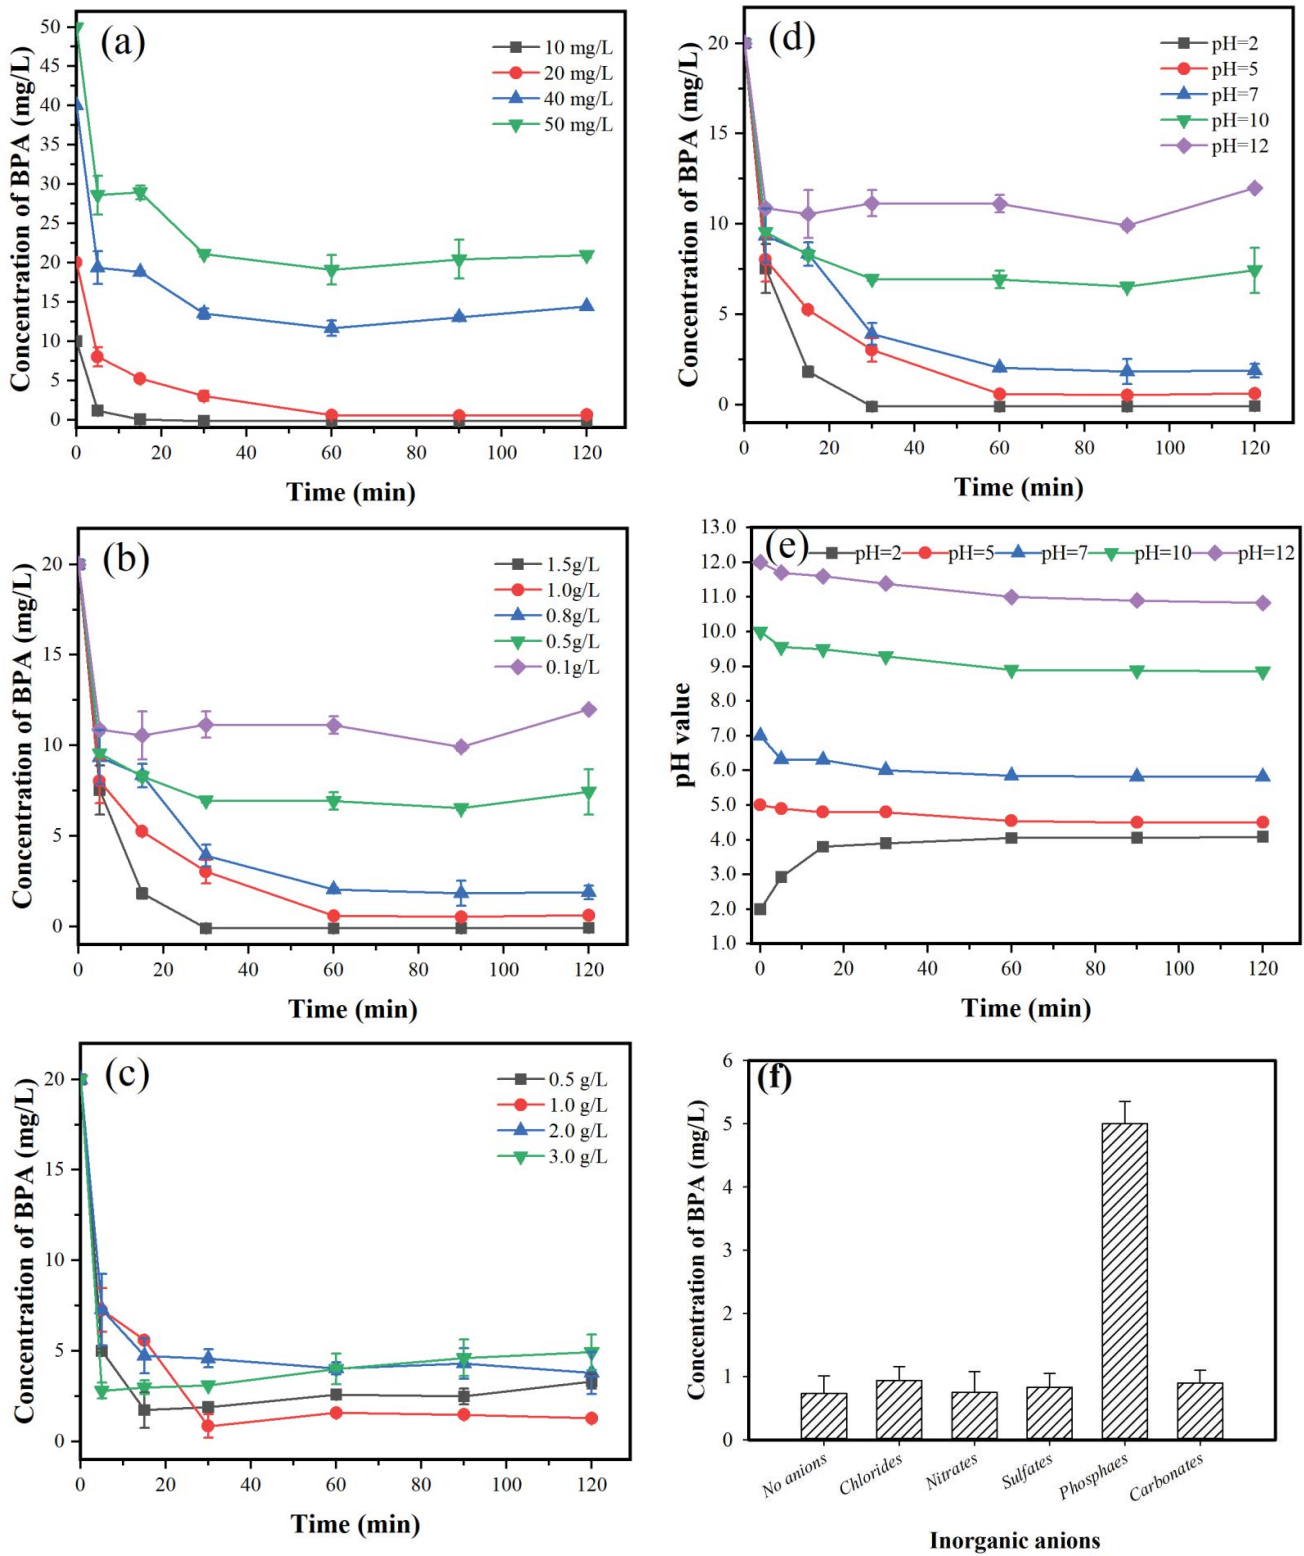 (a)
10 mg/L
20 mg/L
40 mg/L
50 mg/L
50
45
40
35
30
25
20
15
10
5
0
Concentration of BPA (mg/L)
0 20 40 60 80 100 120
Time (min)
(d)
pH=2
pH=5
pH=7
pH=10
pH=12
20
15
10
5
0
Concentration of BPA (mg/L)
0 20 40 60 80 100 120
Time (min)
(b)
1.5g/L
1.0g/L
0.8g/L
0.5g/L
0.1g/L
20
15
10
5
0
Concentration of BPA (mg/L)
0 20 40 60 80 100 120
Time (min)
(e)
pH=2 pH=5 pH=7 pH=10 pH=12
13.0
12.0
11.0
10.0
9.0
8.0
7.0
6.0
5.0
4.0
3.0
2.0
1.0
pH value
0 20 40 60 80 100 120
Time (min)
(c)
0.5 g/L
1.0 g/L
2.0 g/L
3.0 g/L
20
15
10
5
0
Concentration of BPA (mg/L)
0 20 40 60 80 100 120
Time (min)
(f)
6
5
4
3
2
1
0
Concentration of BPA (mg/L)
No anions Chlorides Nitrates Sulfates Phosphaes Carbonates
Inorganic anions